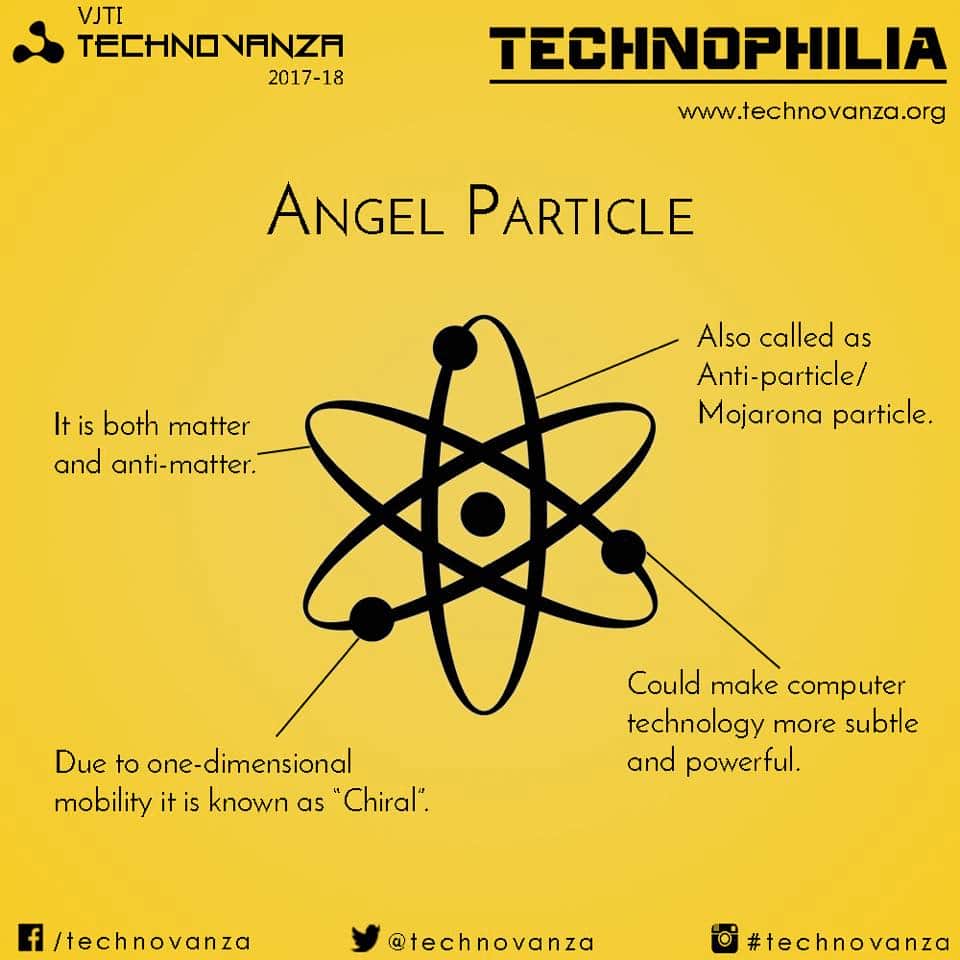 VJTI
TECHNOVANZA
2017-18
TECHNOPHILIA
www.technovanza.org
ANGEL PARTICLE
Also called as
Anti-particle/
Mojarona particle.
It is both matter
and anti-matter.
Could make computer
technology more subtle
and powerful.
Due to one-dimensional
mobility it is known as “Chiral”.
/technovanza
@technovanza
#technovanza